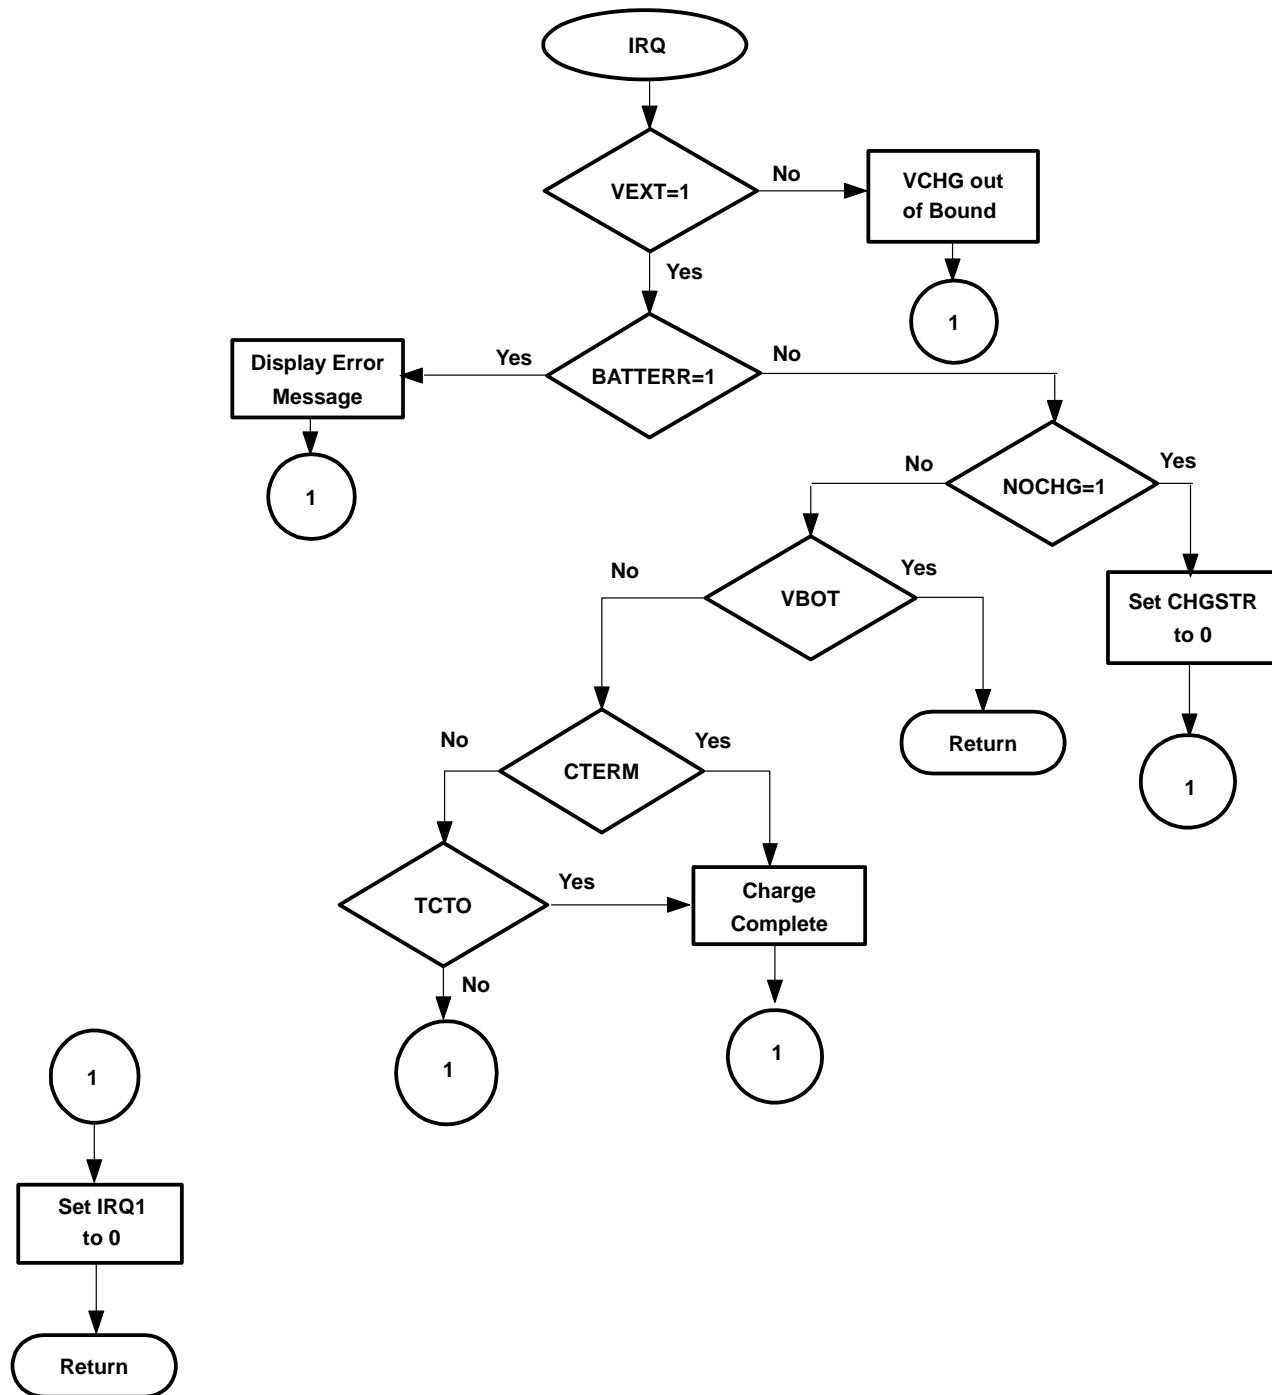 IRQ
VEXT=1
No
VCHG out
of Bound
Yes
1
BATTERR=1
Yes
No
Display Error
Message
1
NOCHG=1
No
Yes
VBOT
No
Yes
Set CHGSTR
to 0
Return
1
CTERM
No
Yes
TCTO
Yes
Charge
Complete
No
1
1
1
Set IRQ1
to 0
Return